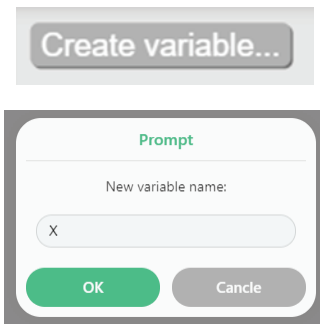 Create variable...
Prompt
New variable name:
X
OK
Cancle